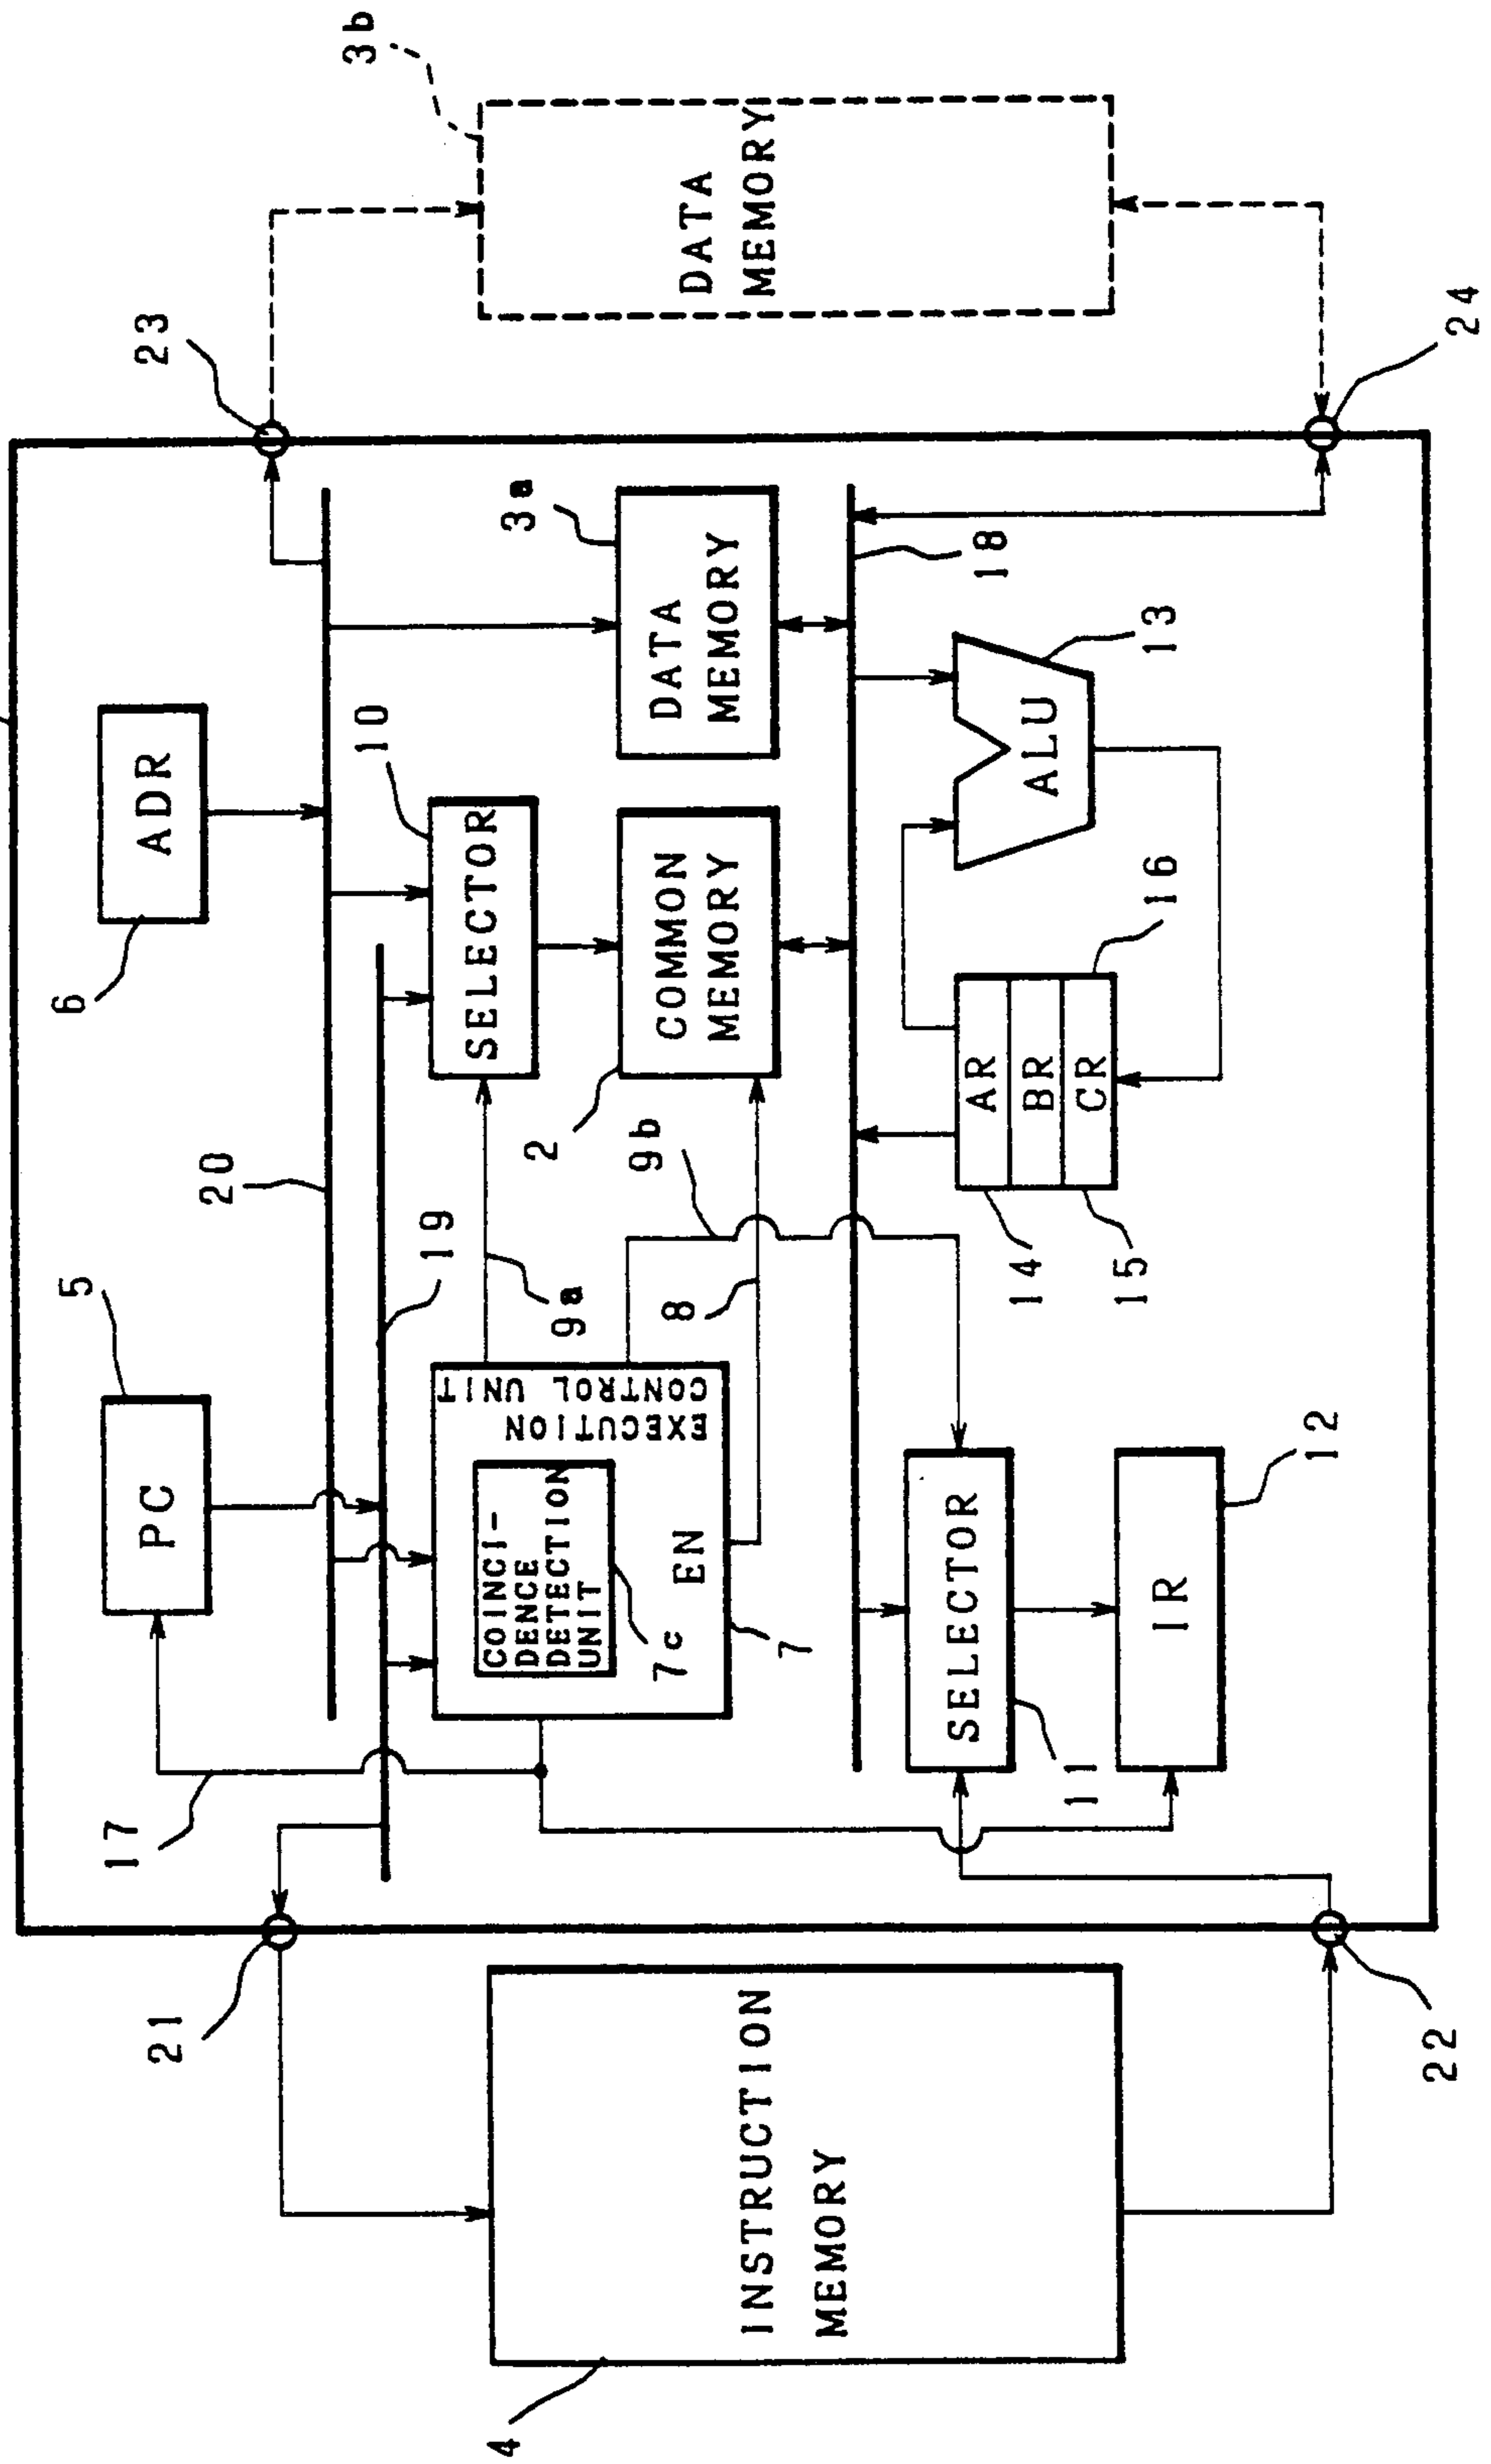 5
PC
17
6
ADR
23
3b
21
20
19
10
SELECTOR
3a
DATA
MEMORY
DATA
MEMORY
EXECUTION
CONTROL UNIT
COINCI-
DENCE
DETECTION
UNIT
7c
EN
7
9a
8
2
COMMON
MEMORY
9b
18
4
INSTRUCTION
MEMORY
SELECTOR
11
IR
12
AR
BR
CR
14
15
16
ALU
13
22
24